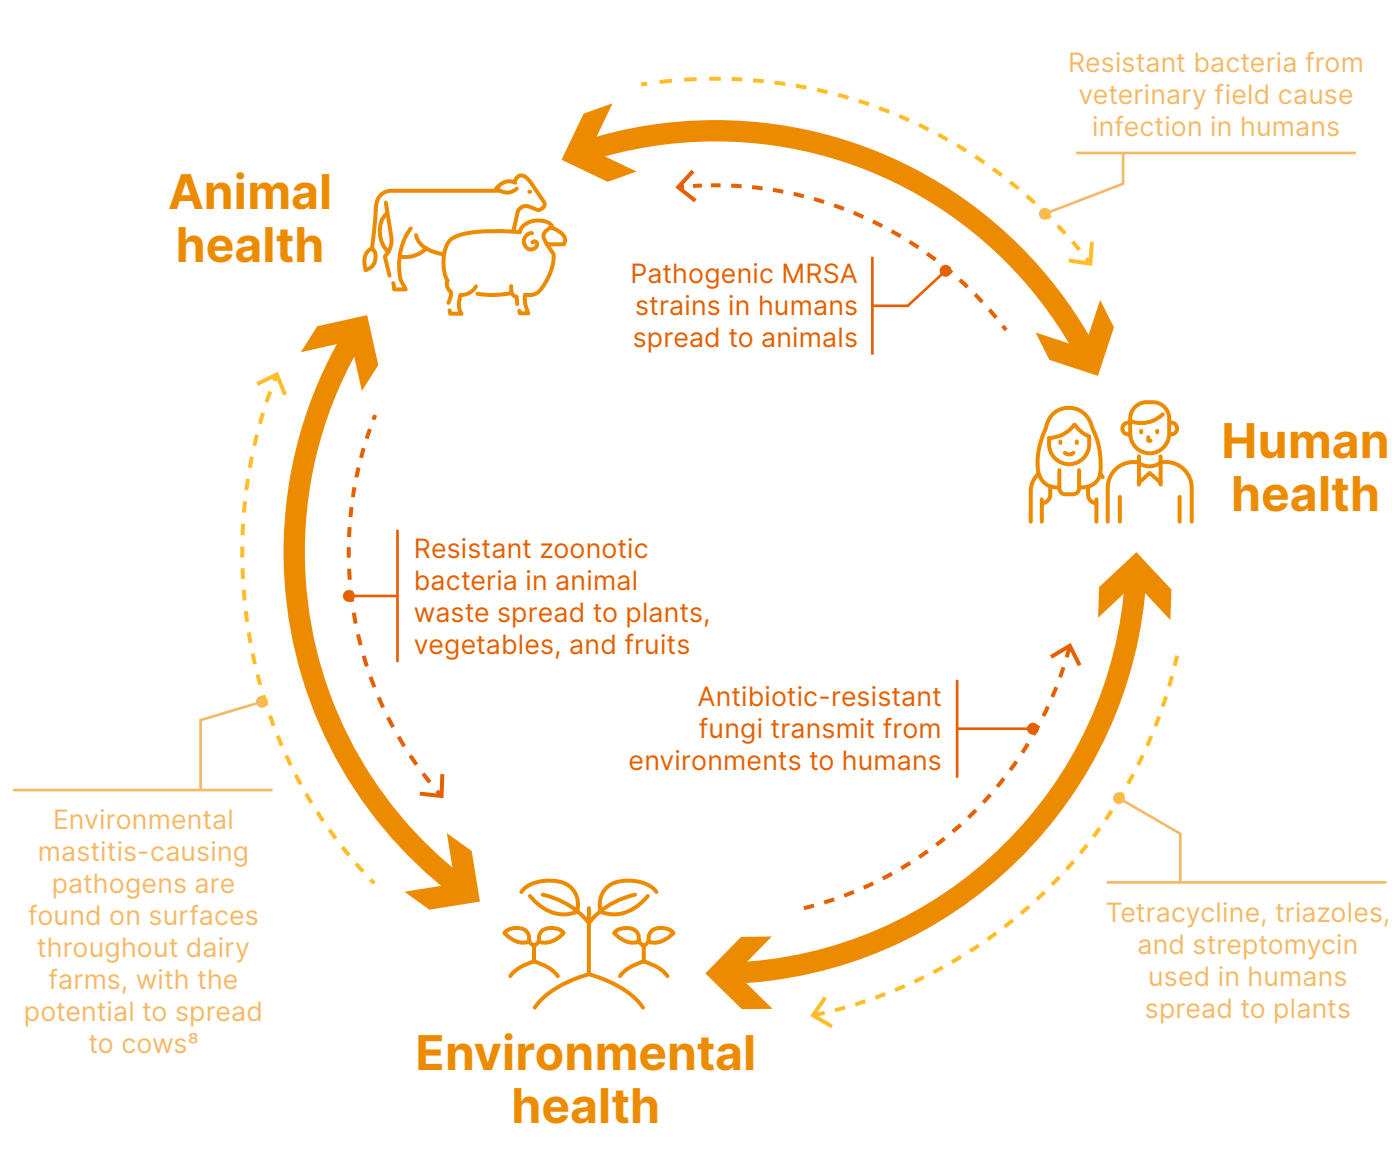 Resistant bacteria from
veterinary field cause
infection in humans
Animal
health
Pathogenic MRSA
strains in humans
spread to animals
Human
health
Resistant zoonotic
bacteria in animal
waste spread to plants,
vegetables, and fruits
Antibiotic-resistant
fungi transmit from
environments to humans
Environmental
mastitis-causing
pathogens are
found on surfaces
throughout dairy
farms, with the
potential to spread
to cows⁸
Tetracycline, triazoles,
and streptomycin
used in humans
spread to plants
Environmental
health